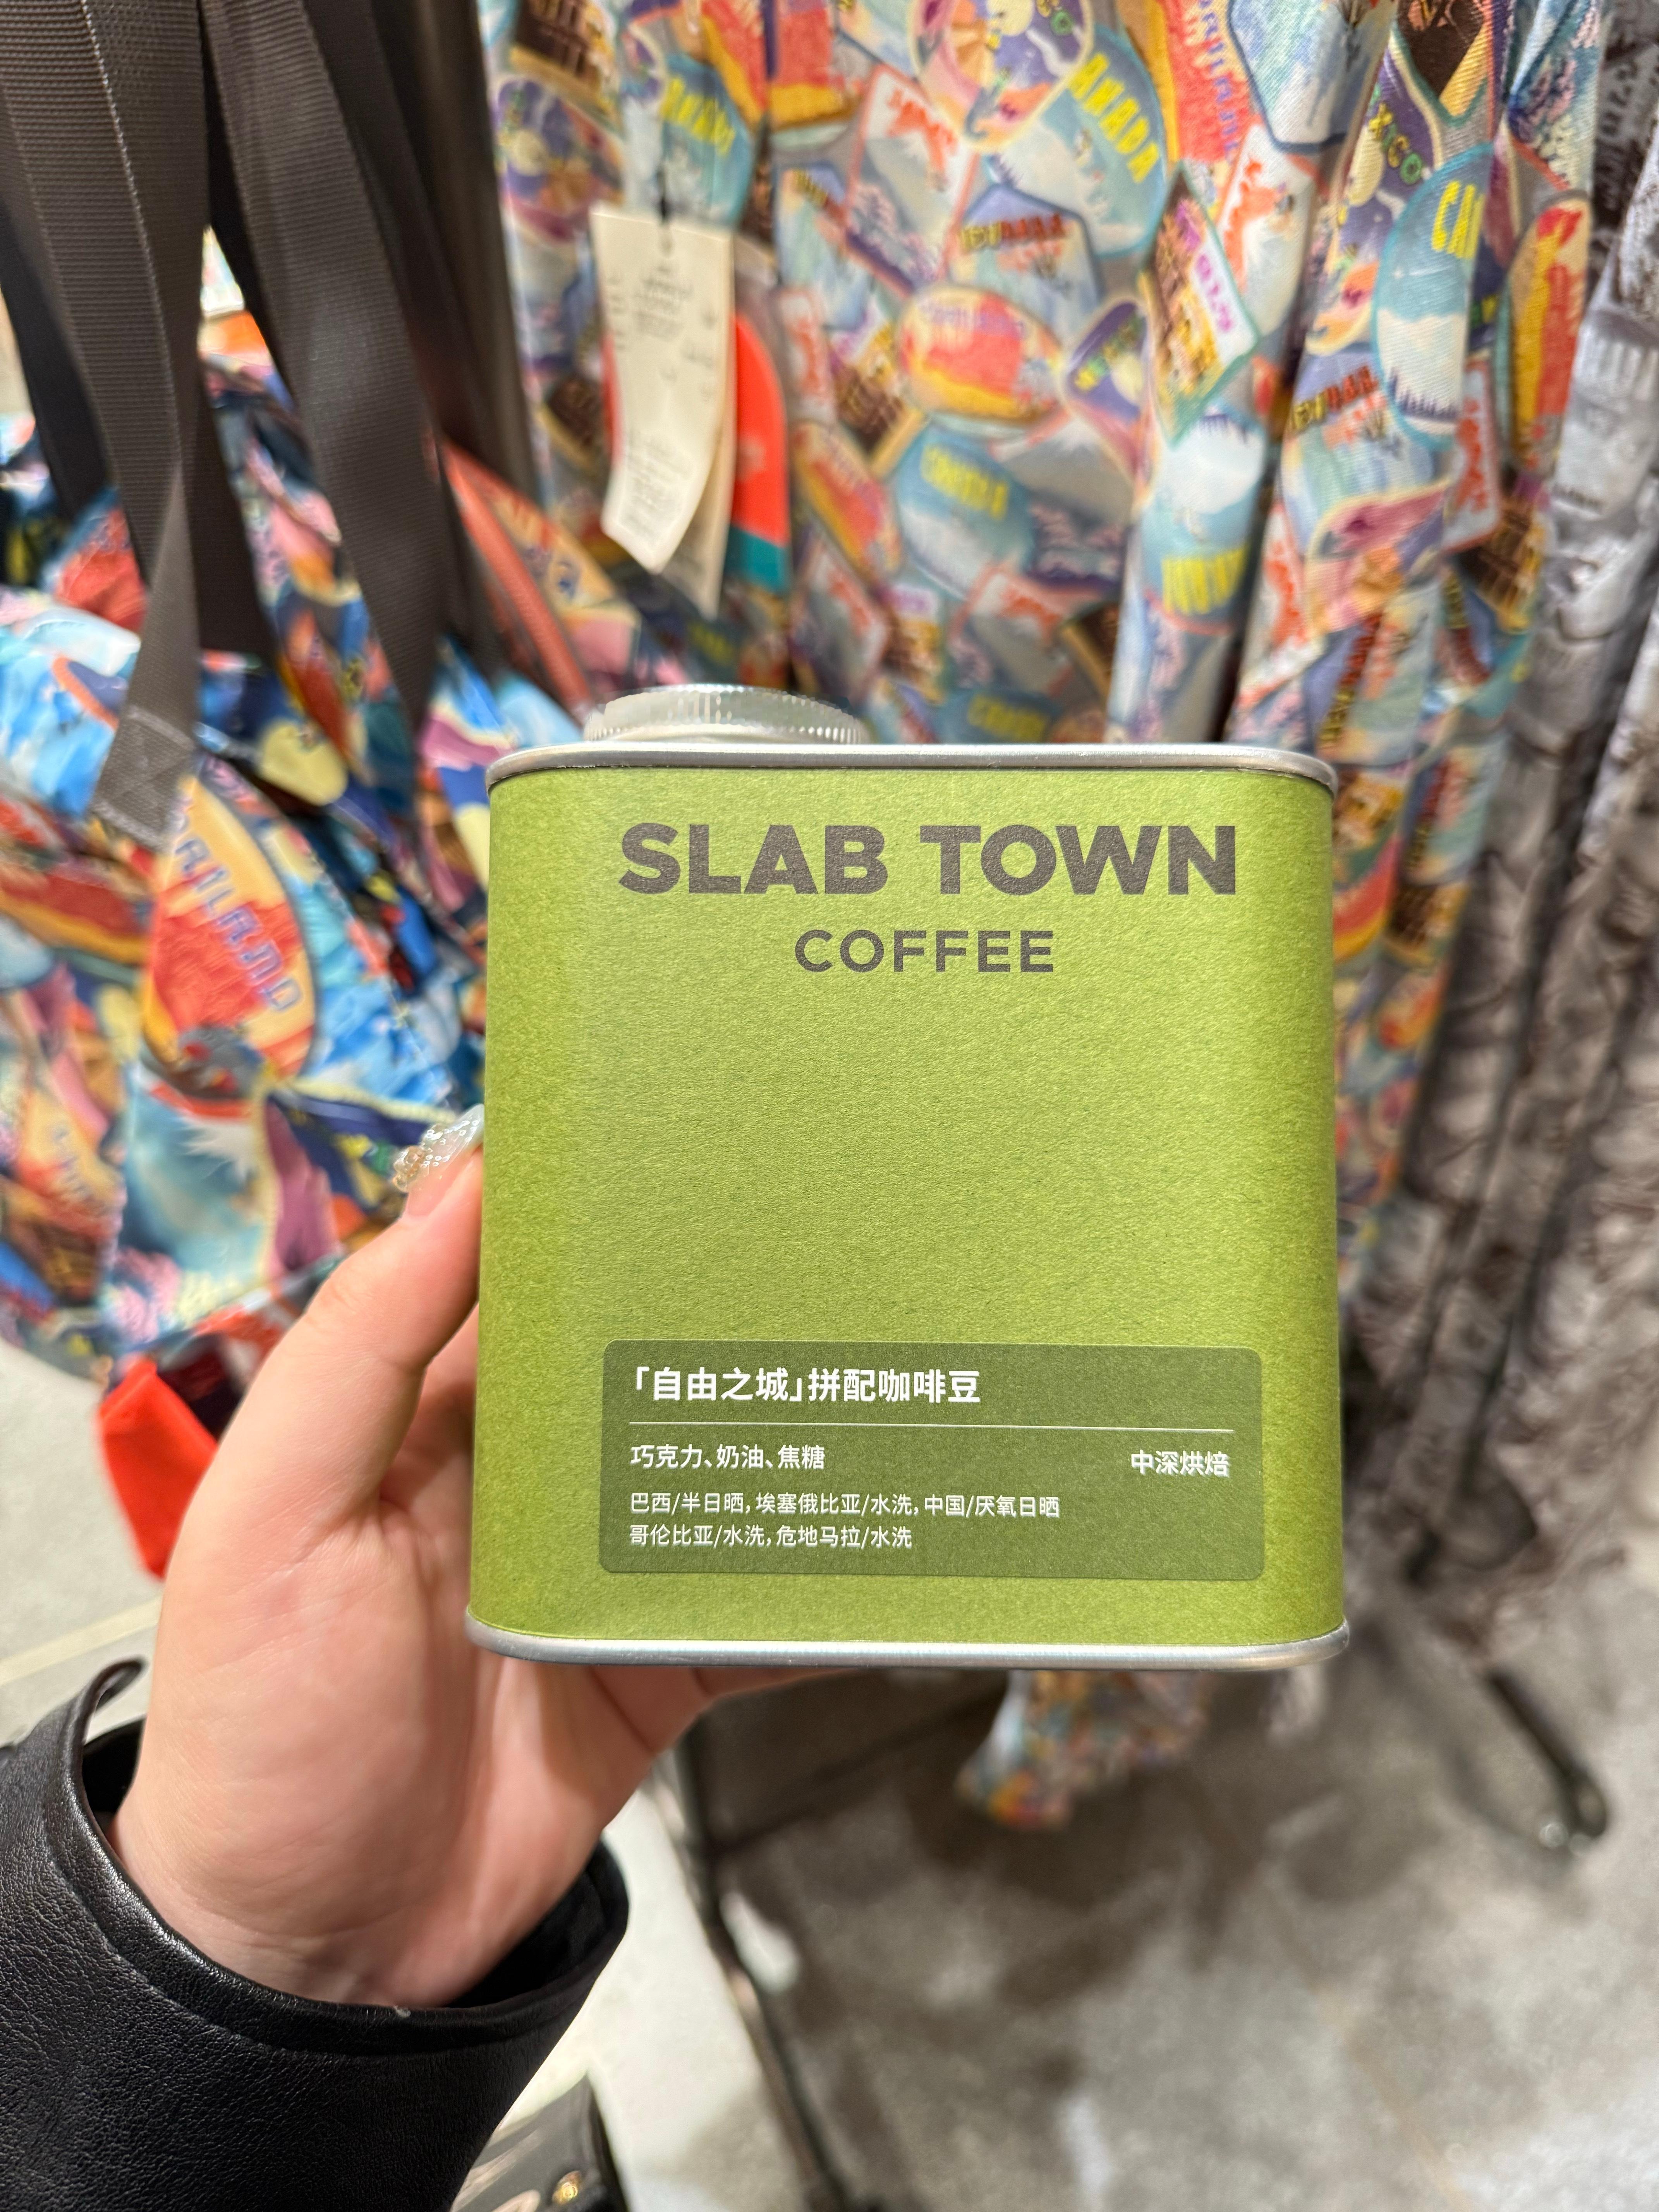 SLAB TOWN
COFFEE
「自由之城」拼配咖啡豆
巧克力、奶油、焦糖
中深烘焙
巴西/半日晒, 埃塞俄比亚/水洗, 中国/厌氧日晒
哥伦比亚/水洗, 危地马拉/水洗
CANADA
THAILAND